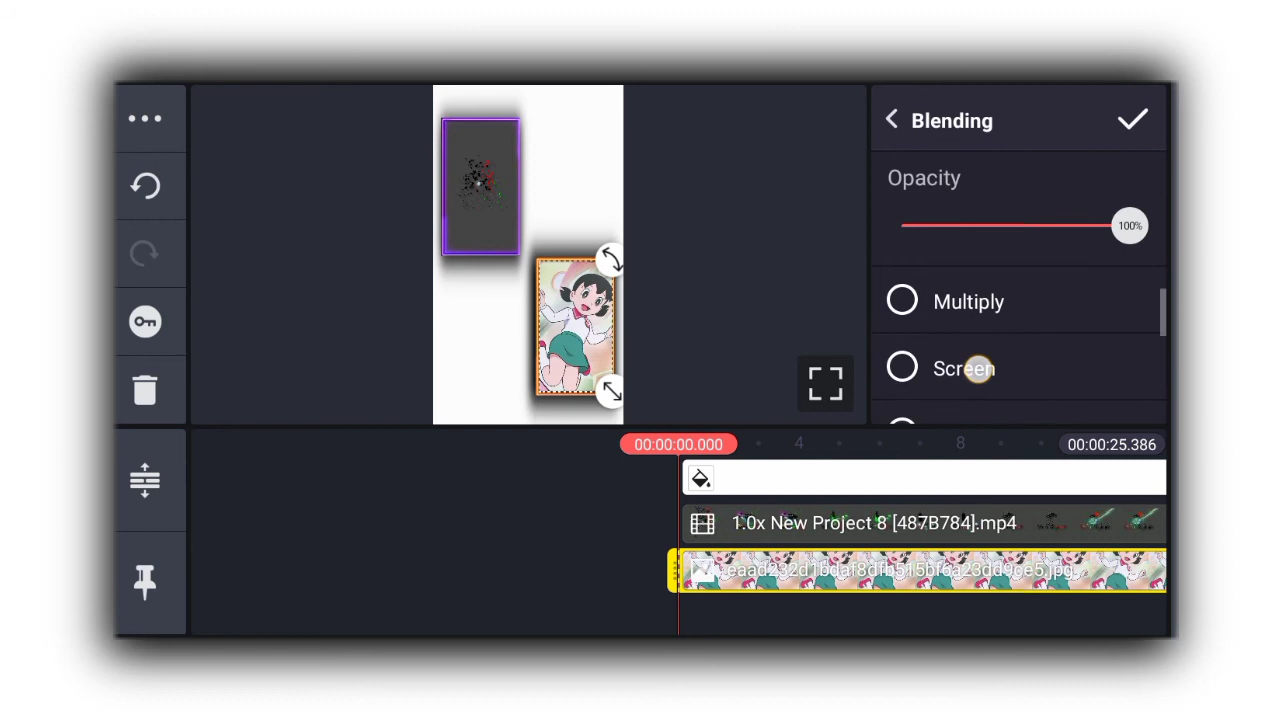 Blending
Opacity
100%
Multiply
Screen
00:00:00.000
4
8
00:00:25.386
1.0x New Project 8 [487B784].mp4